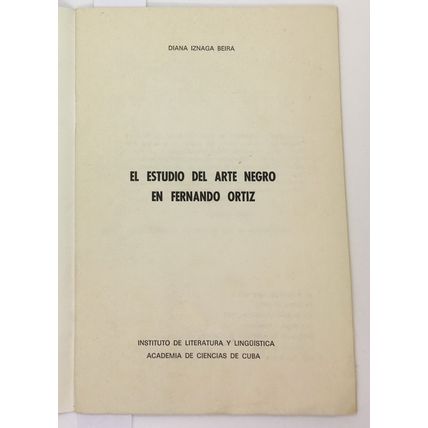 DIANA IZNAGA BEIRA
EL ESTUDIO DEL ARTE NEGRO
EN FERNANDO ORTIZ
INSTITUTO DE LITERATURA Y LINGÜISTICA
ACADEMIA DE CIENCIAS DE CUBA